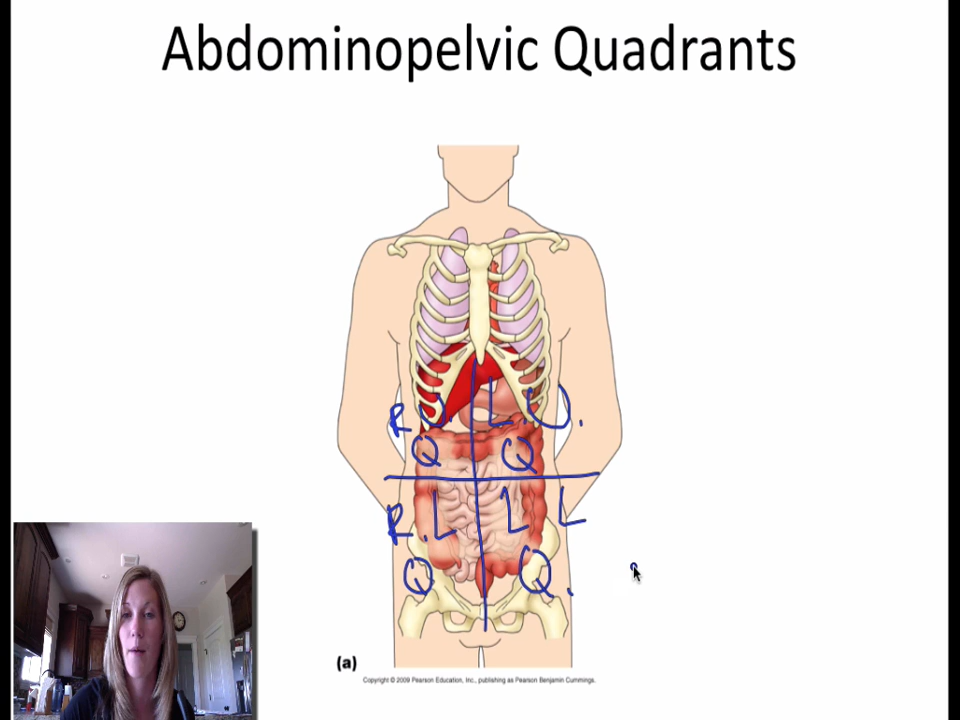 Abdominopelvic Quadrants
R.U. L.U.
Q Q
R.L L L
Q Q.
(a)
Copyright © 2009 Pearson Education, Inc., publishing as Pearson Benjamin Cummings.